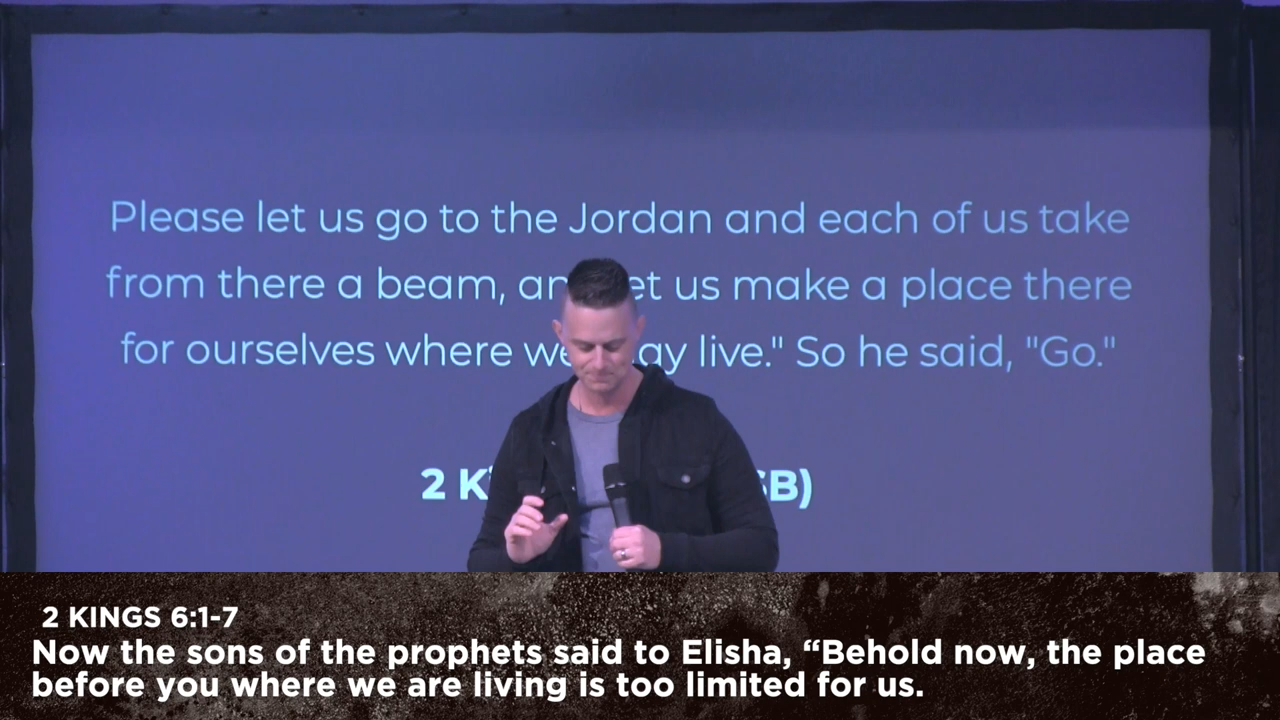 Please let us go to the Jordan and each of us take
from there a beam, an et us make a place there
for ourselves where we ay live." So he said, "Go."
2 K SB)
2 KINGS 6:1-7
Now the sons of the prophets said to Elisha, “Behold now, the place
before you where we are living is too limited for us.